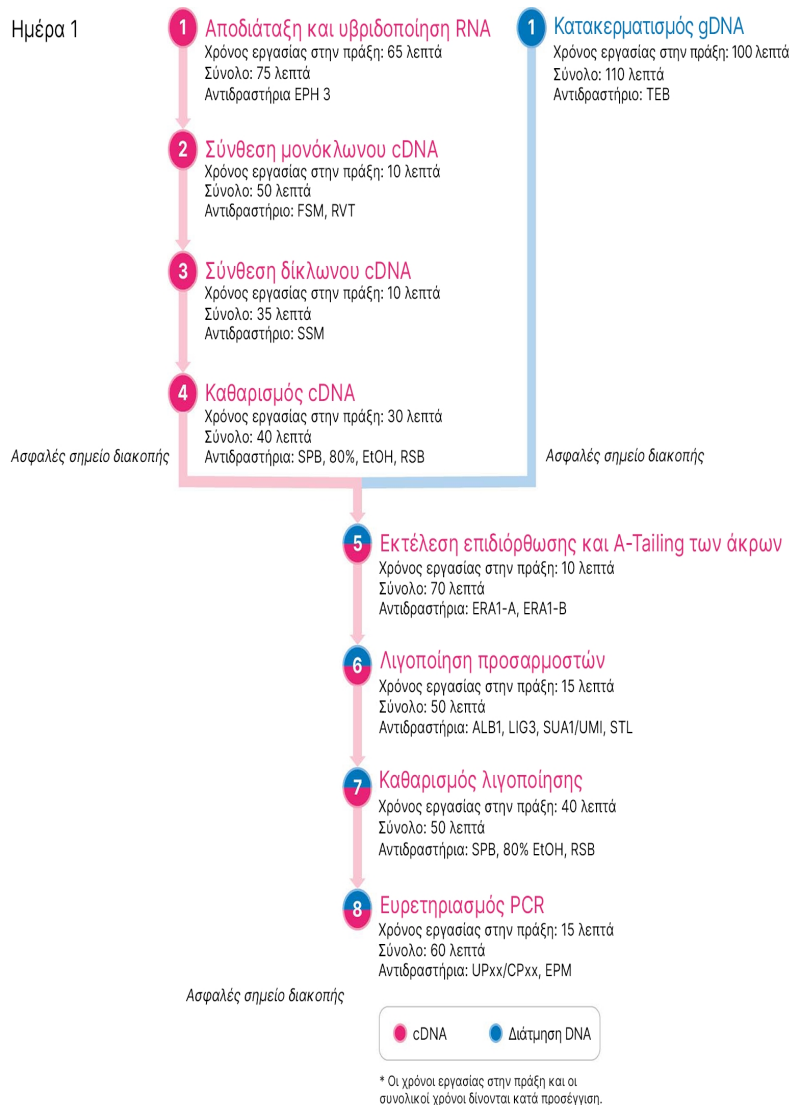 Ημέρα 1
1
Αποδιάταξη και υβριδοποίηση RNA
Χρόνος εργασίας στην πράξη: 65 λεπτά
Σύνολο: 75 λεπτά
Αντιδραστήρια EPH 3
1
Κατακερματισμός gDNA
Χρόνος εργασίας στην πράξη: 100 λεπτά
Σύνολο: 110 λεπτά
Αντιδραστήριο: TEB
2
Σύνθεση μονόκλωνου cDNA
Χρόνος εργασίας στην πράξη: 10 λεπτά
Σύνολο: 50 λεπτά
Αντιδραστήριο: FSM, RVT
3
Σύνθεση δίκλωνου cDNA
Χρόνος εργασίας στην πράξη: 10 λεπτά
Σύνολο: 35 λεπτά
Αντιδραστήριο: SSM
4
Καθαρισμός cDNA
Χρόνος εργασίας στην πράξη: 30 λεπτά
Σύνολο: 40 λεπτά
Αντιδραστήρια: SPB, 80%, EtOH, RSB
Ασφαλές σημείο διακοπής
Ασφαλές σημείο διακοπής
5
Εκτέλεση επιδιόρθωσης και A-Tailing των άκρων
Χρόνος εργασίας στην πράξη: 10 λεπτά
Σύνολο: 70 λεπτά
Αντιδραστήρια: ERA1-A, ERA1-B
6
Λιγοποίηση προσαρμοστών
Χρόνος εργασίας στην πράξη: 15 λεπτά
Σύνολο: 50 λεπτά
Αντιδραστήρια: ALB1, LIG3, SUA1/UMI, STL
7
Καθαρισμός λιγοποίησης
Χρόνος εργασίας στην πράξη: 40 λεπτά
Σύνολο: 50 λεπτά
Αντιδραστήρια: SPB, 80% EtOH, RSB
8
Ευρετηριασμός PCR
Χρόνος εργασίας στην πράξη: 15 λεπτά
Σύνολο: 60 λεπτά
Αντιδραστήρια: UPxx/CPxx, EPM
Ασφαλές σημείο διακοπής
cDNA
Διάτμηση DNA
* Οι χρόνοι εργασίας στην πράξη και οι
συνολικοί χρόνοι δίνονται κατά προσέγγιση.